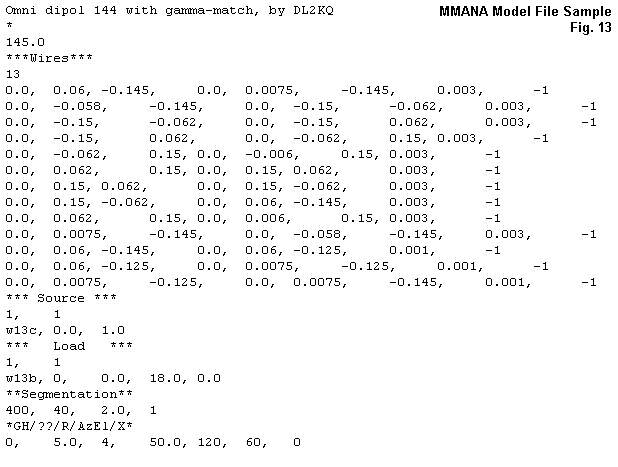 Omni dipol 144 with gamma-match, by DL2KQ
MMANA Model File Sample
Fig. 13
*
145.0
***Wires***
13
0.0, 0.06, -0.145, 0.0, 0.0075, -0.145, 0.003, -1
0.0, -0.058, -0.145, 0.0, -0.15, -0.062, 0.003, -1
0.0, -0.15, -0.062, 0.0, -0.15, 0.062, 0.003, -1
0.0, -0.15, 0.062, 0.0, -0.062, 0.15, 0.003, -1
0.0, -0.062, 0.15, 0.0, -0.006, 0.15, 0.003, -1
0.0, 0.062, 0.15, 0.0, 0.15, 0.062, 0.003, -1
0.0, 0.15, 0.062, 0.0, 0.15, -0.062, 0.003, -1
0.0, 0.15, -0.062, 0.0, 0.06, -0.145, 0.003, -1
0.0, 0.062, 0.15, 0.0, 0.006, 0.15, 0.003, -1
0.0, 0.0075, -0.145, 0.0, -0.058, -0.145, 0.003, -1
0.0, 0.06, -0.145, 0.0, 0.06, -0.125, 0.001, -1
0.0, 0.06, -0.125, 0.0, 0.0075, -0.125, 0.001, -1
0.0, 0.0075, -0.125, 0.0, 0.0075, -0.145, 0.001, -1
*** Source ***
1, 1
w13c, 0.0, 1.0
*** Load ***
1, 1
w13b, 0, 0.0, 18.0, 0.0
**Segmentation**
400, 40, 2.0, 1
*GH/??/R/AzEl/X*
0, 5.0, 4, 50.0, 120, 60, 0